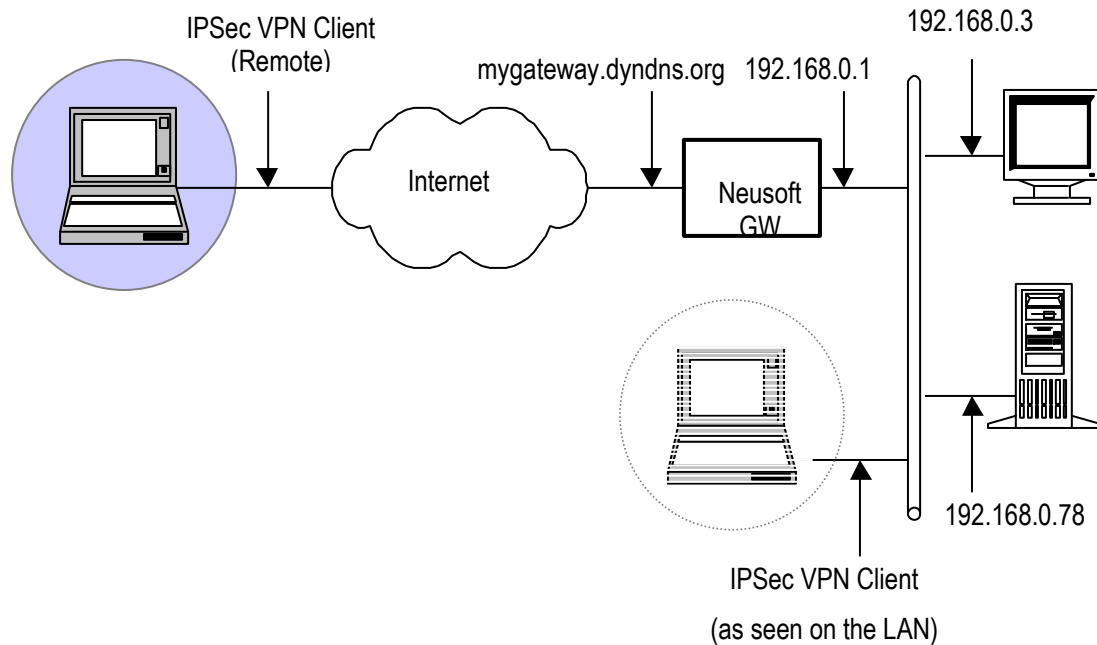 IPSec VPN Client
(Remote)
mygateway.dyndns.org
192.168.0.1
192.168.0.3
Internet
Neusoft
GW
192.168.0.78
IPSec VPN Client
(as seen on the LAN)